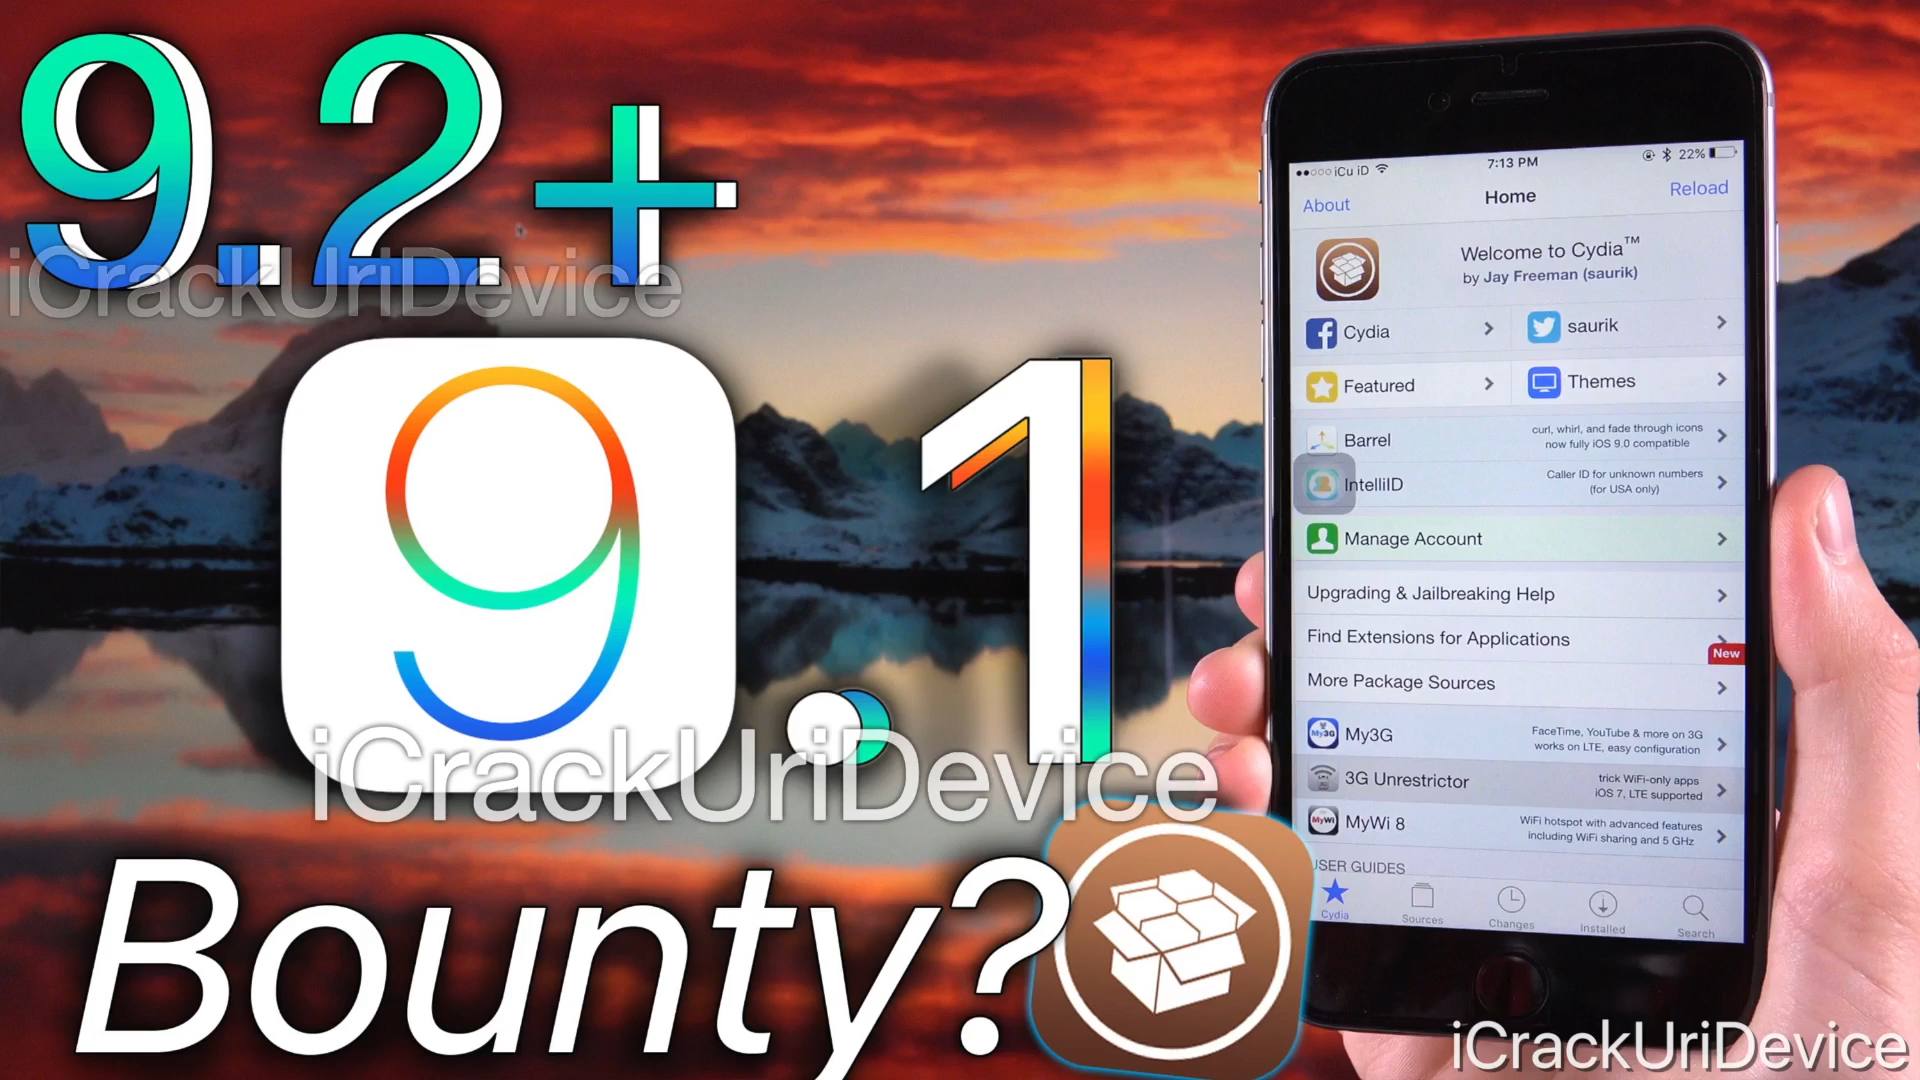 9.2+
iCrackUriDevice
9.1
iCrackUriDevice
Bounty?
iCu iD
7:13 PM
22%
About
Home
Reload
Welcome to Cydia™
by Jay Freeman (saurik)
Cydia
saurik
Featured
Themes
Barrel
curl, whirl, and fade through icons
now fully iOS 9.0 compatible
IntelliID
Caller ID for unknown numbers
(for USA only)
Manage Account
Upgrading & Jailbreaking Help
Find Extensions for Applications
New
More Package Sources
My3G
My3G
FaceTime, YouTube & more on 3G
works on LTE, easy configuration
3G Unrestrictor
trick WiFi-only apps
iOS 7, LTE supported
MyWi
MyWi 8
WiFi hotspot with advanced features
including WiFi sharing and 5 GHz
USER GUIDES
Cydia
Sources
Changes
Installed
Search
iCrackUriDevice